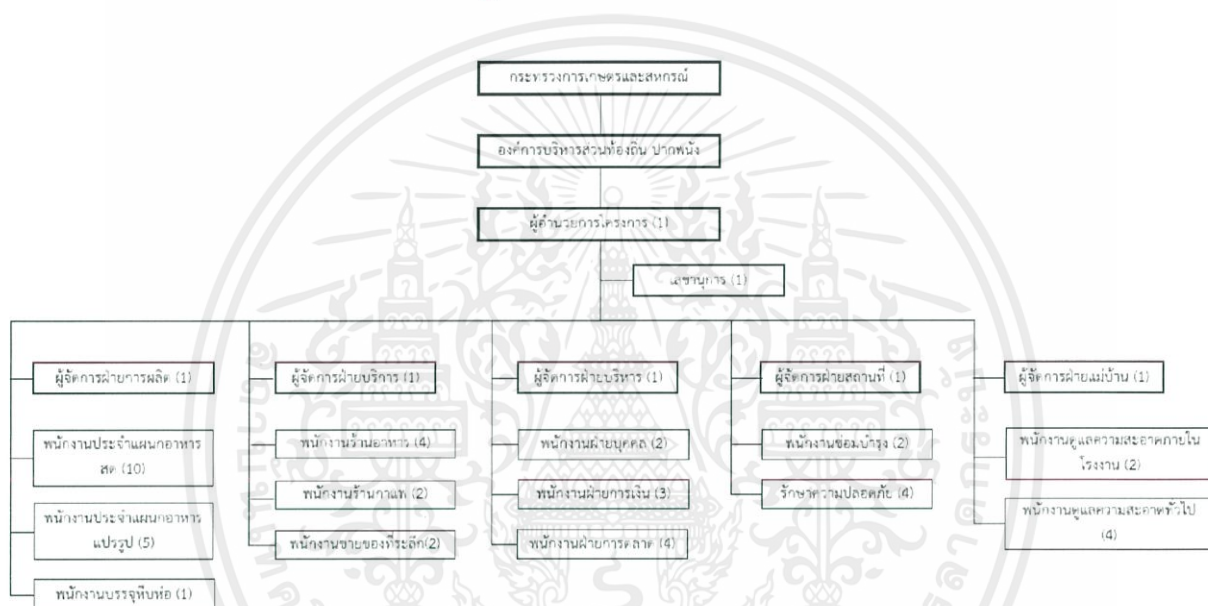 กระทรวงการเกษตรและสหกรณ์
องค์การบริหารส่วนท้องถิ่น ปากพนัง
ผู้อำนวยการโครงการ (1)
เลขานุการ (1)
ผู้จัดการฝ่ายการผลิต (1)
พนักงานประจำแผนกอาหาร
สด (10)
พนักงานประจำแผนกอาหาร
แปรรูป (5)
พนักงานบรรจุหีบห่อ (1)
ผู้จัดการฝ่ายบริการ (1)
พนักงานร้านอาหาร (4)
พนักงานร้านกาแฟ (2)
พนักงานขายของที่ระลึก(2)
ผู้จัดการฝ่ายบริหาร (1)
พนักงานฝ่ายบุคคล (2)
พนักงานฝ่ายการเงิน (3)
พนักงานฝ่ายการตลาด (4)
ผู้จัดการฝ่ายสถานที่ (1)
พนักงานซ่อมบำรุง (2)
รักษาความปลอดภัย (4)
ผู้จัดการฝ่ายแม่บ้าน (1)
พนักงานดูแลความสะอาดภายใน
โรงงาน (2)
พนักงานดูแลความสะอาดทั่วไป
(4)